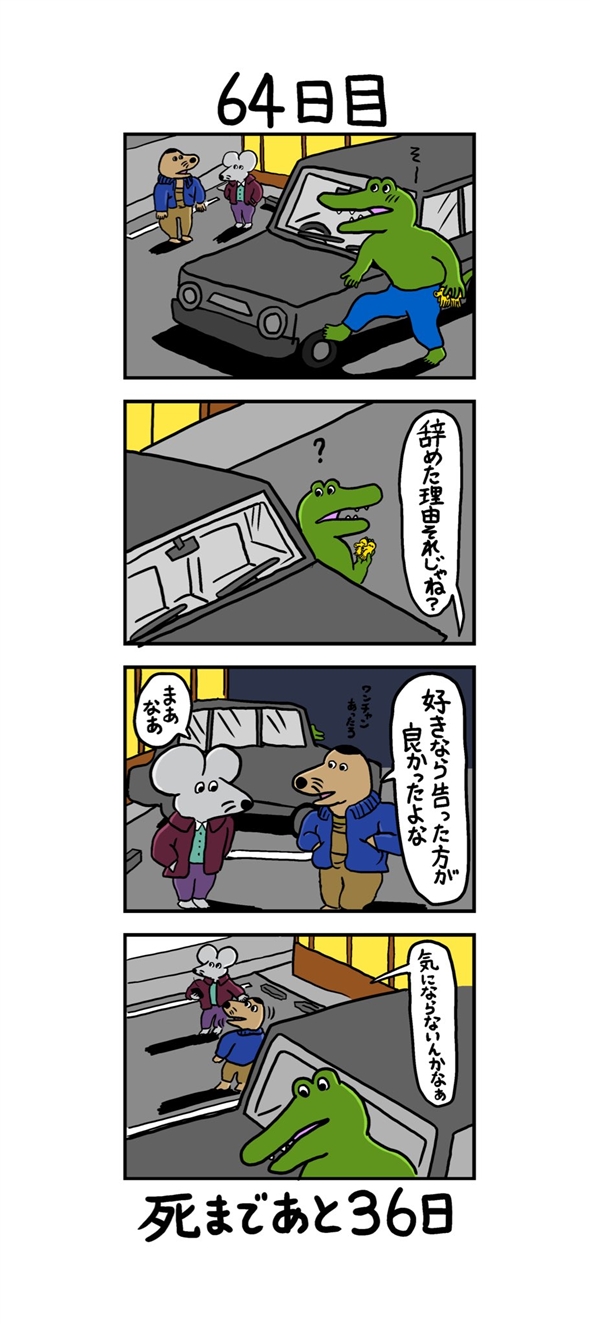 64日目
そー
辞めた理由それじゃね？
？
好きなら告った方が
良かったよな
ワンチャン
あったろ
まぁ
なぁ
気にならないんかなぁ
死まであと36日